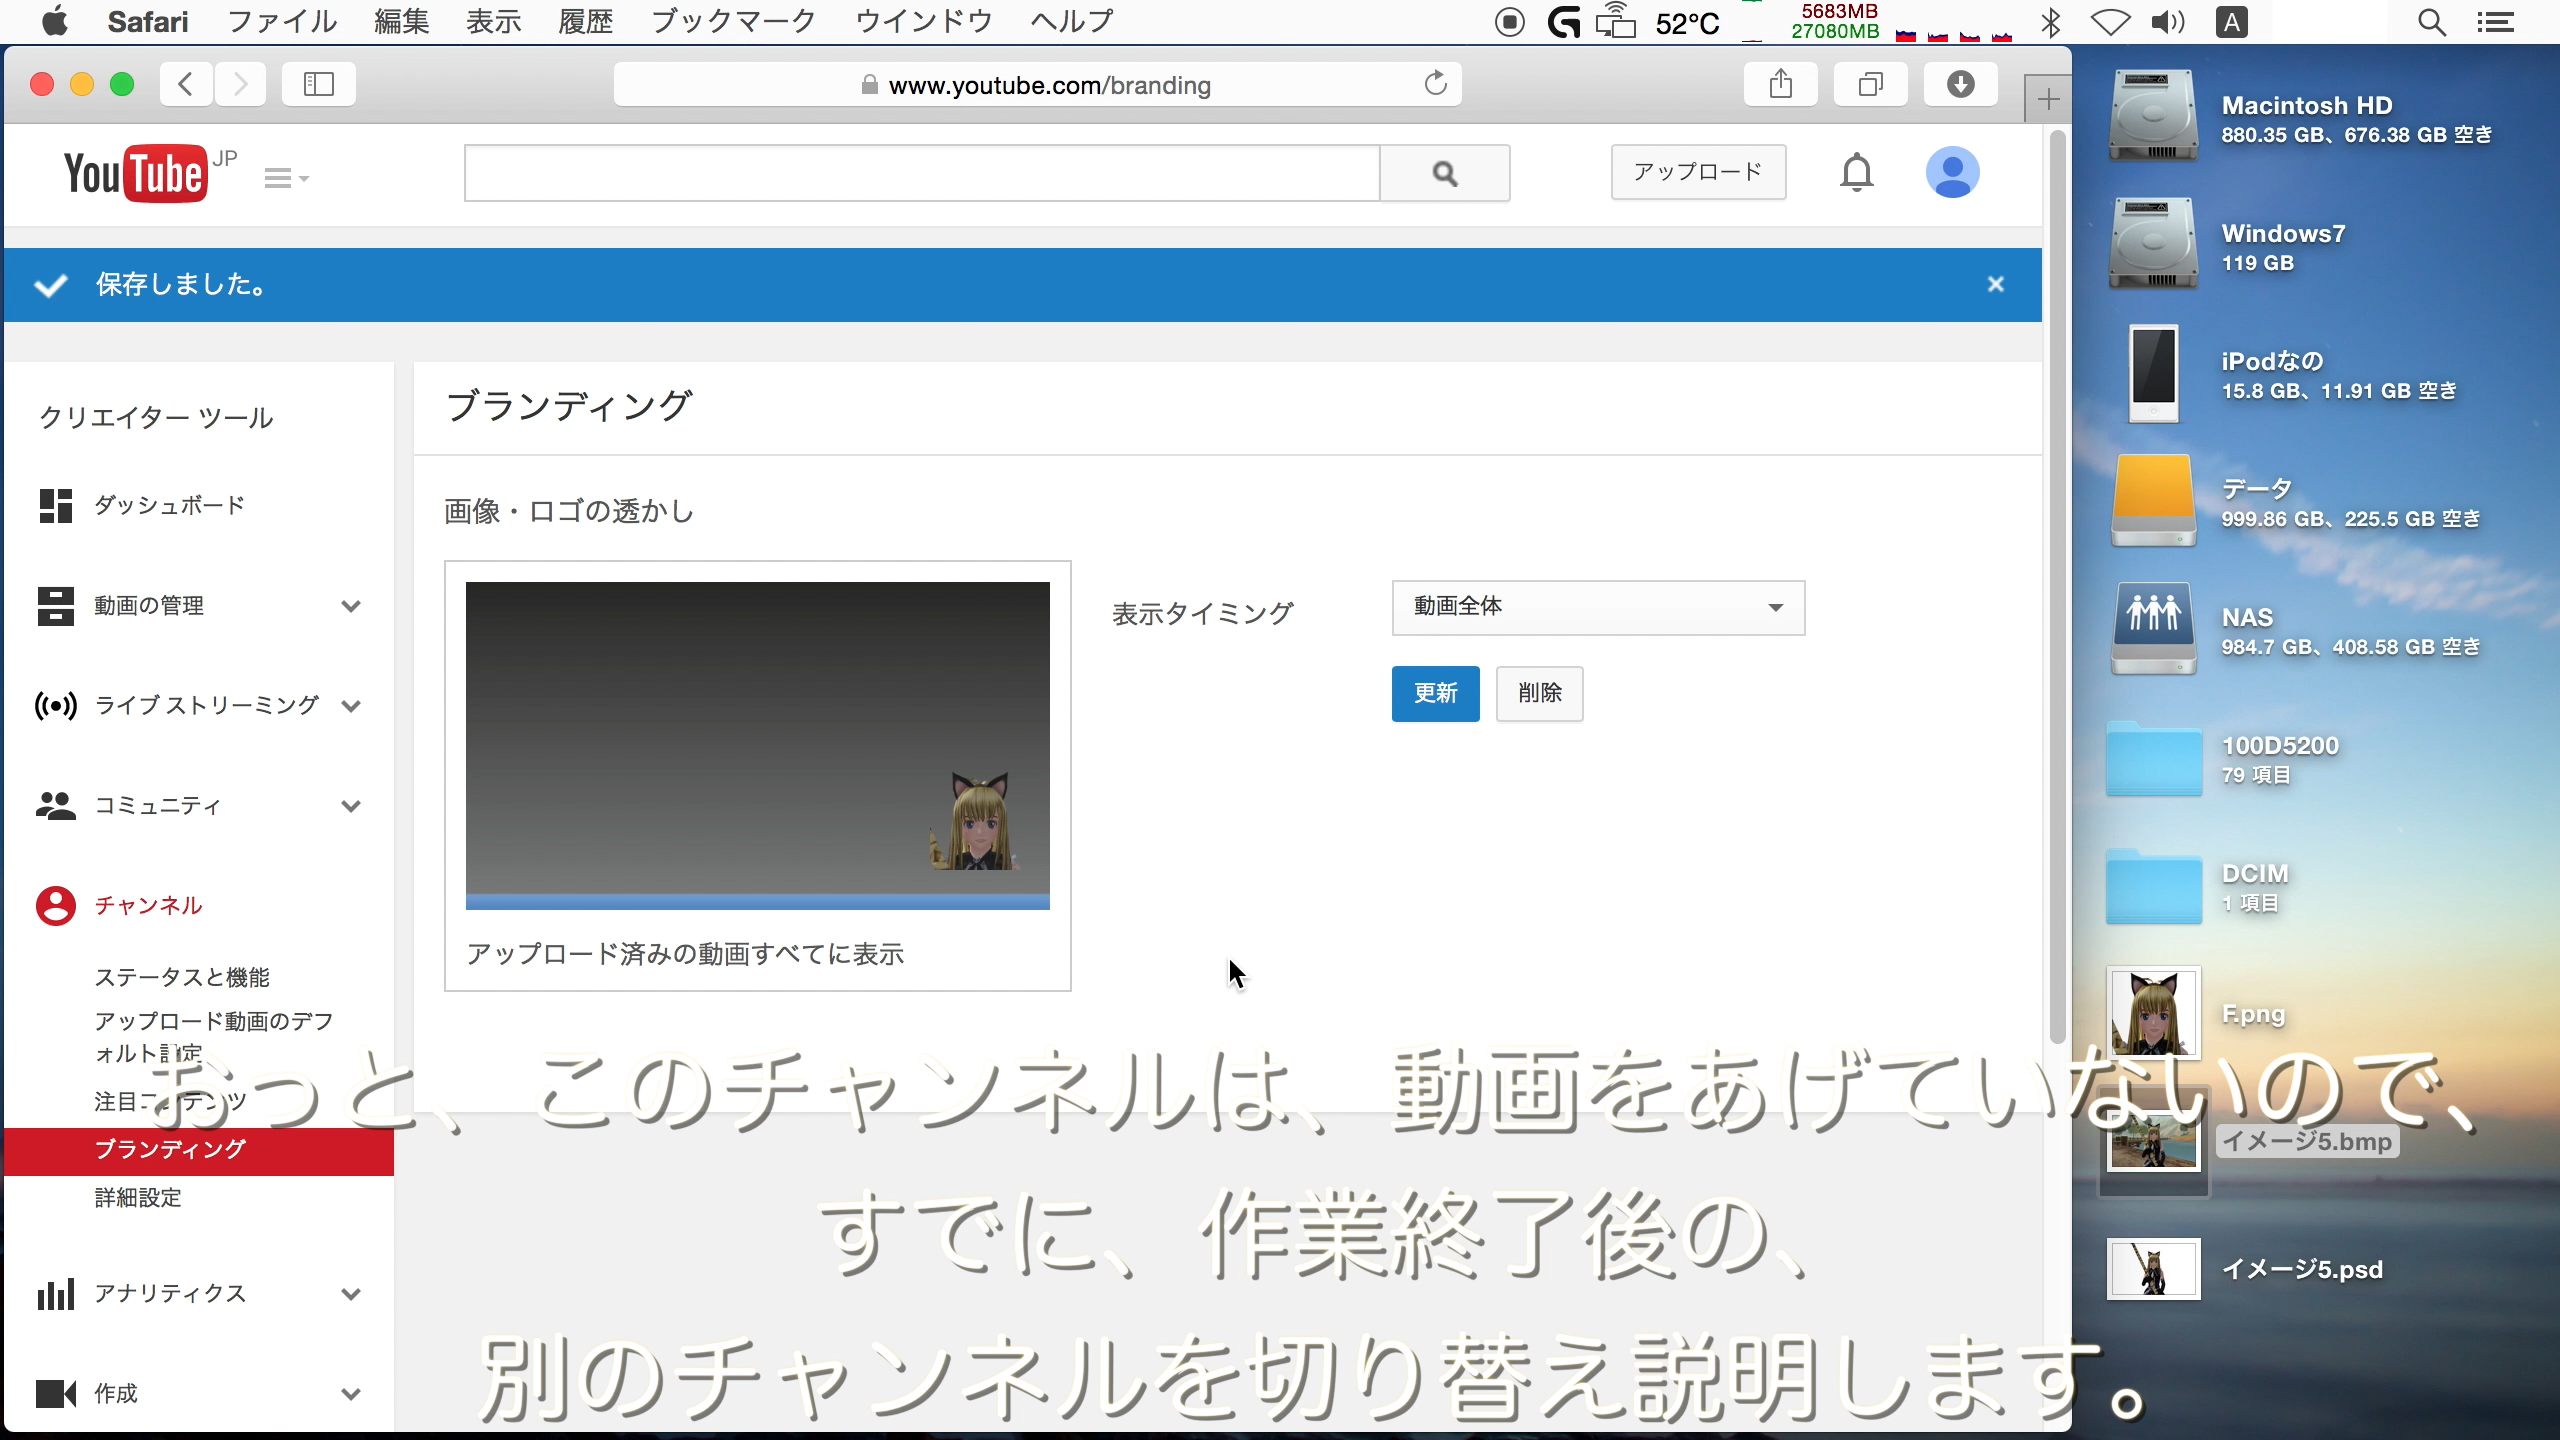 Safari ファイル 編集 表示 履歴 ブックマーク ウインドウ ヘルプ
52℃
5683MB
27080MB
A
www.youtube.com/branding
YouTube JP
アップロード
保存しました。
クリエイター ツール
ダッシュボード
動画の管理
ライブ ストリーミング
コミュニティ
チャンネル
ステータスと機能
アップロード動画のデフ
ォルト設定
注目コンテンツ
ブランディング
詳細設定
アナリティクス
作成
ブランディング
画像・ロゴの透かし
アップロード済みの動画すべてに表示
表示タイミング
動画全体
更新 削除
Macintosh HD
880.35 GB、676.38 GB 空き
Windows7
119 GB
iPodなの
15.8 GB、11.91 GB 空き
データ
999.86 GB、225.5 GB 空き
NAS
984.7 GB、408.58 GB 空き
100D5200
79 項目
DCIM
1 項目
F.png
イメージ5.bmp
イメージ5.psd
おっと、このチャンネルは、動画をあげていないので、
すでに、作業終了後の、
別のチャンネルを切り替え説明します。